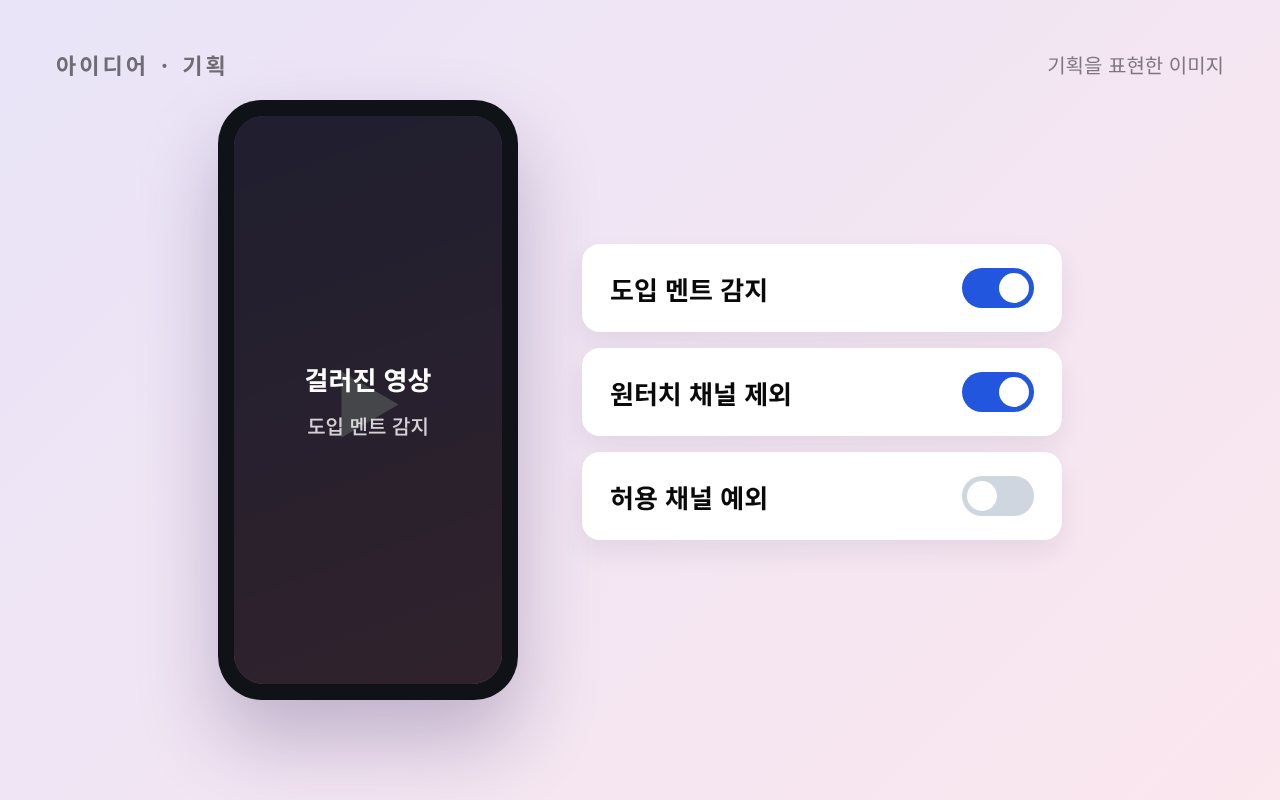 아이디어 · 기획
기획을 표현한 이미지
걸러진 영상
도입 멘트 감지
도입 멘트 감지
원터치 채널 제외
허용 채널 예외